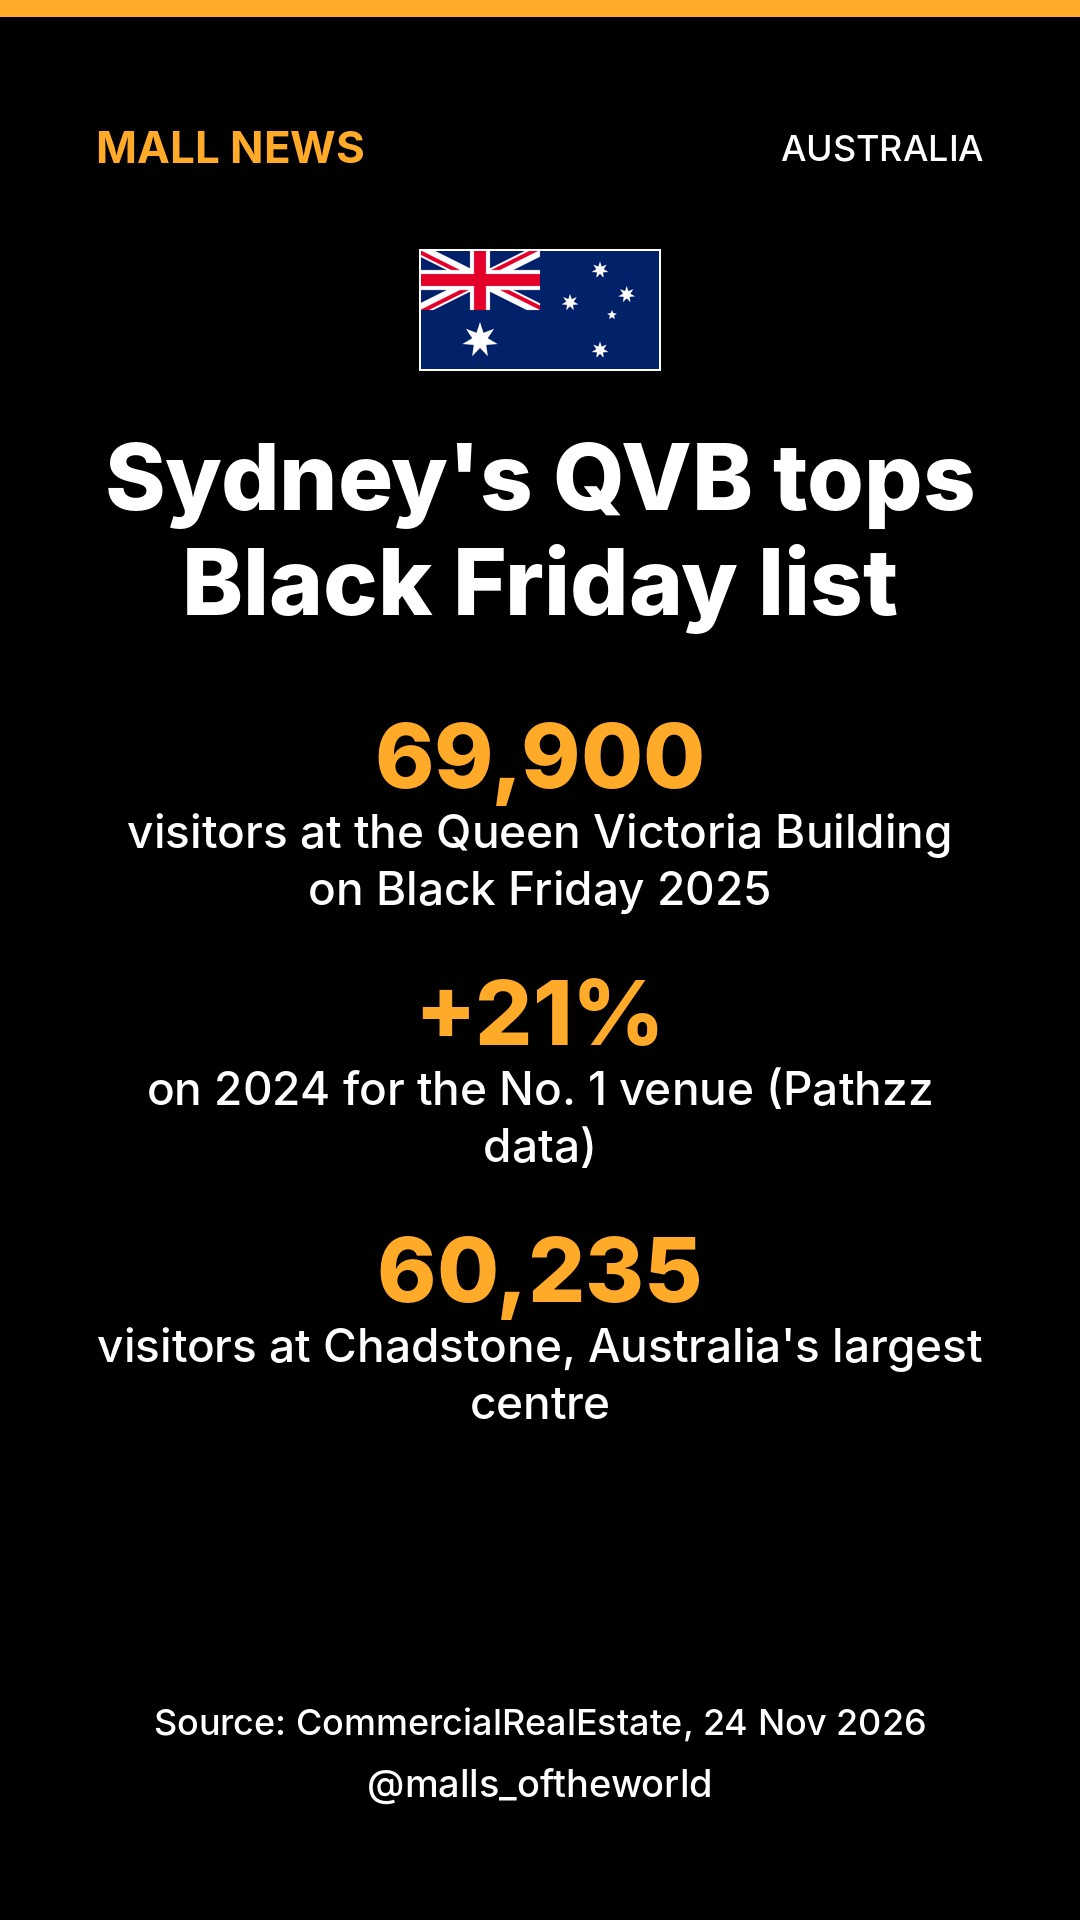 MALL NEWS
AUSTRALIA
Sydney's QVB tops
Black Friday list
69,900
visitors at the Queen Victoria Building
on Black Friday 2025
+21%
on 2024 for the No. 1 venue (Pathzz
data)
60,235
visitors at Chadstone, Australia's largest
centre
Source: CommercialRealEstate, 24 Nov 2026
@malls_oftheworld